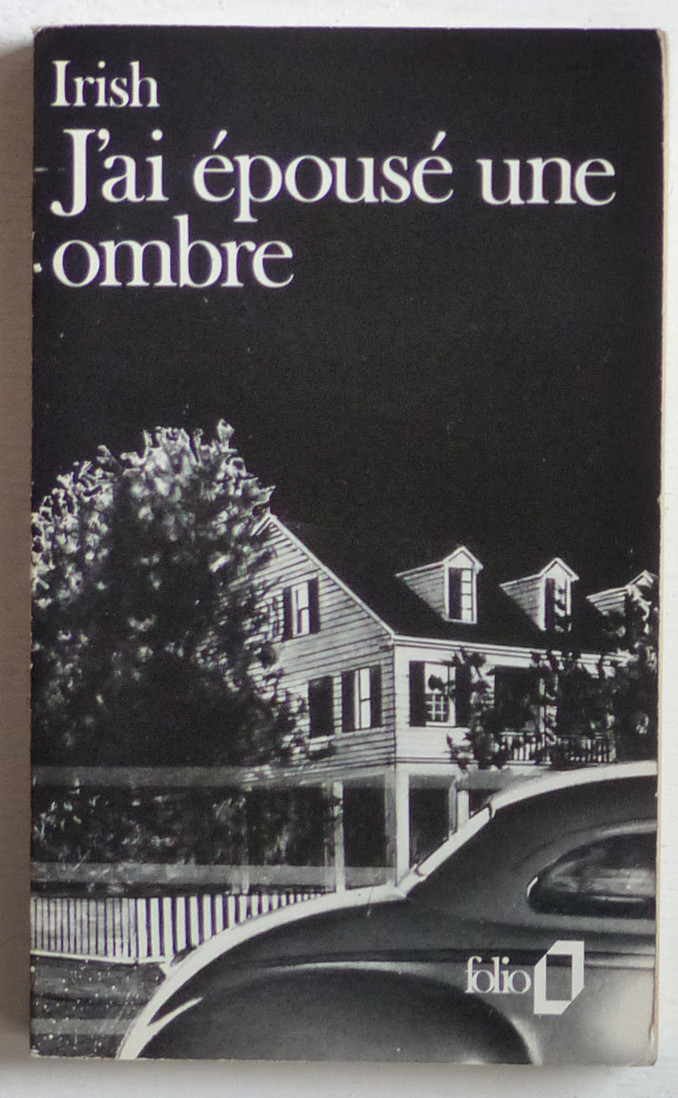 Irish
J'ai épousé une
ombre
folio